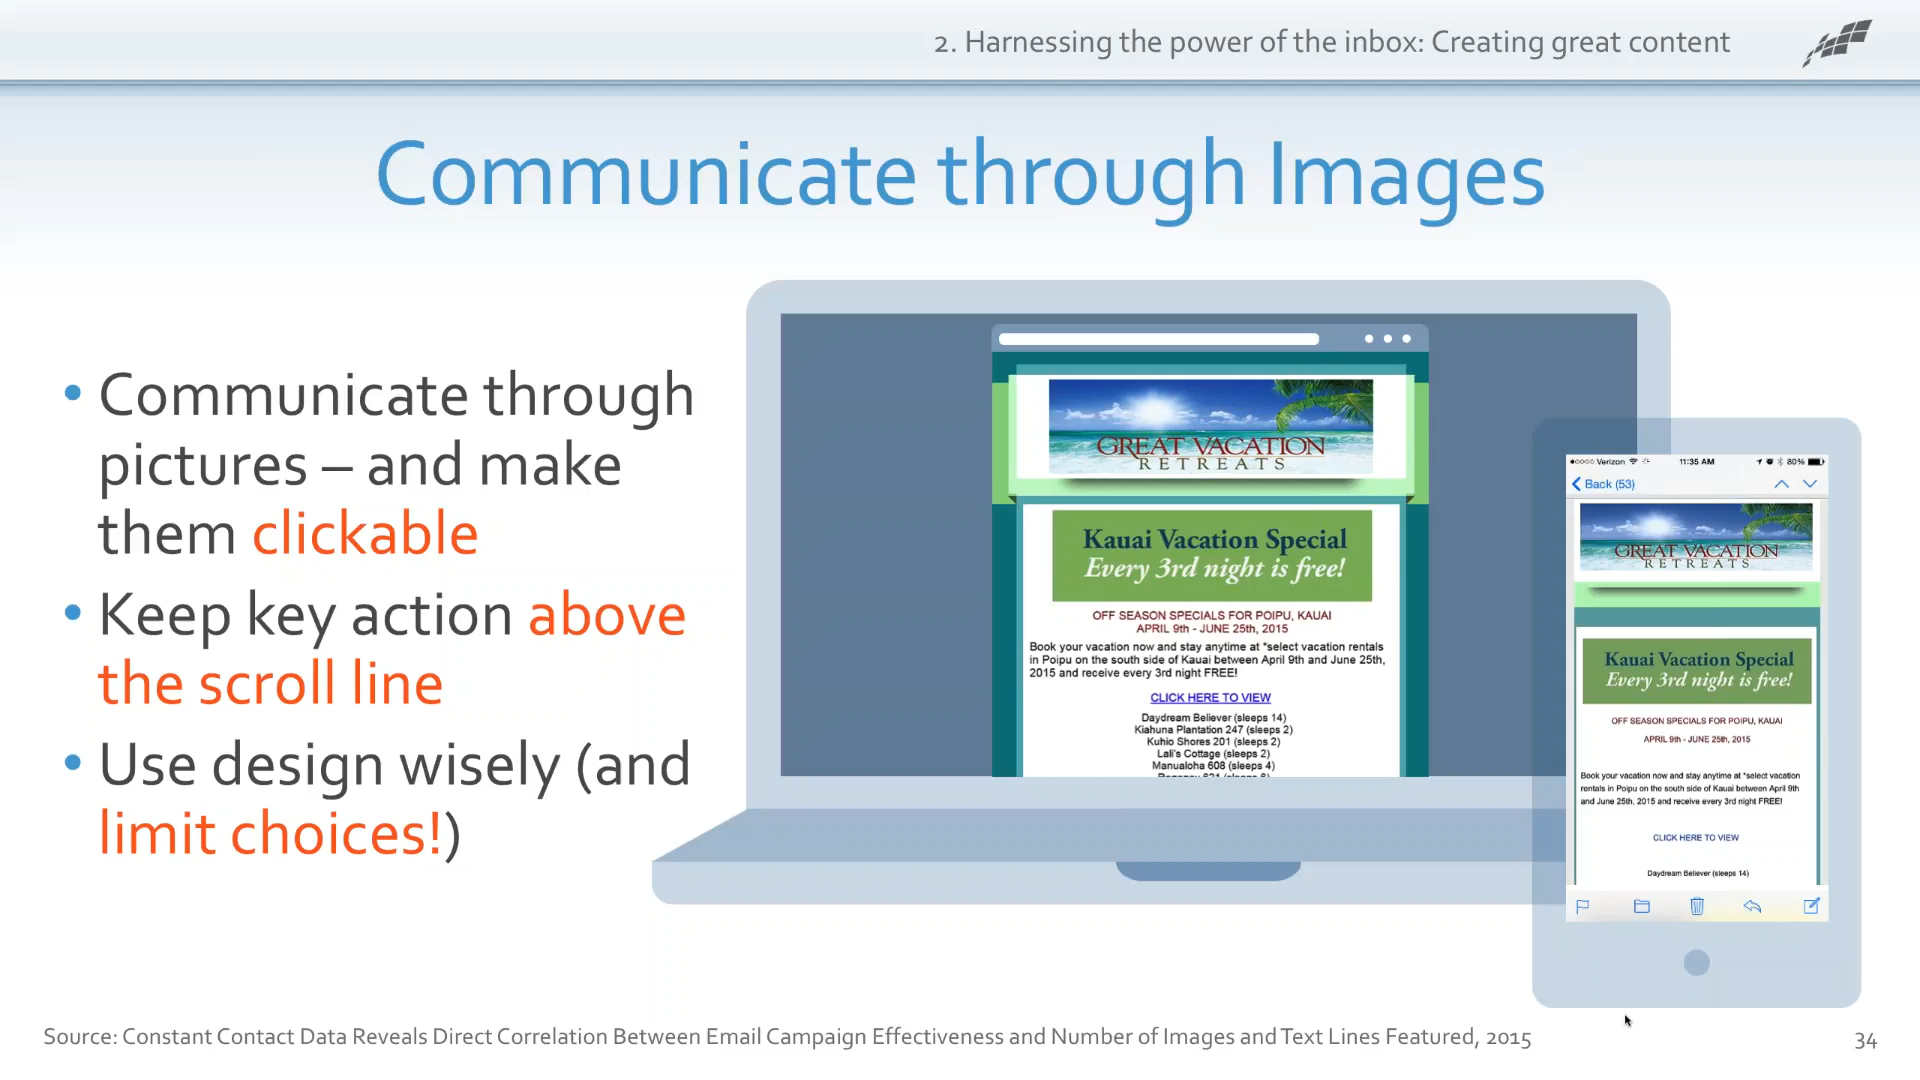 2. Harnessing the power of the inbox: Creating great content
Communicate through Images
• Communicate through
pictures – and make
them clickable
• Keep key action above
the scroll line
• Use design wisely (and
limit choices!)
GREAT VACATION
RETREATS
Kauai Vacation Special
Every 3rd night is free!
OFF SEASON SPECIALS FOR POIPU, KAUAI
APRIL 9th - JUNE 25th, 2015
Book your vacation now and stay anytime at *select vacation rentals
in Poipu on the south side of Kauai between April 9th and June 25th,
2015 and receive every 3rd night FREE!
CLICK HERE TO VIEW
Daydream Believer (sleeps 14)
Kiahuna Plantation 247 (sleeps 2)
Kuhio Shores 201 (sleeps 2)
Lali's Cottage (sleeps 2)
Manualoha 608 (sleeps 4)
Verizon 11:35 AM 80%
Back (53)
GREAT VACATION
RETREATS
Kauai Vacation Special
Every 3rd night is free!
OFF SEASON SPECIALS FOR POIPU, KAUAI
APRIL 9th - JUNE 25th, 2015
Book your vacation now and stay anytime at *select vacation
rentals in Poipu on the south side of Kauai between April 9th
and June 25th, 2015 and receive every 3rd night FREE!
CLICK HERE TO VIEW
Daydream Believer (sleeps 14)
Source: Constant Contact Data Reveals Direct Correlation Between Email Campaign Effectiveness and Number of Images and Text Lines Featured, 2015
34